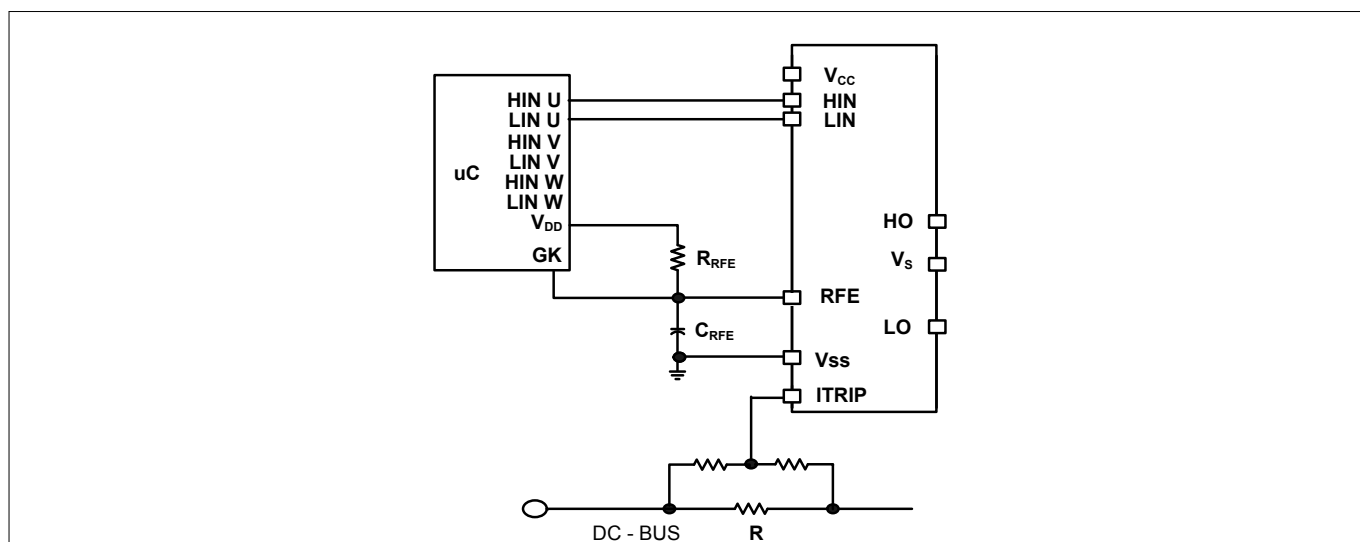 uC
HIN U
LIN U
HIN V
LIN V
HIN W
LIN W
VDD
GK
RRFE
CRFE
VCC
HIN
LIN
HO
VS
LO
RFE
Vss
ITRIP
DC - BUS
R